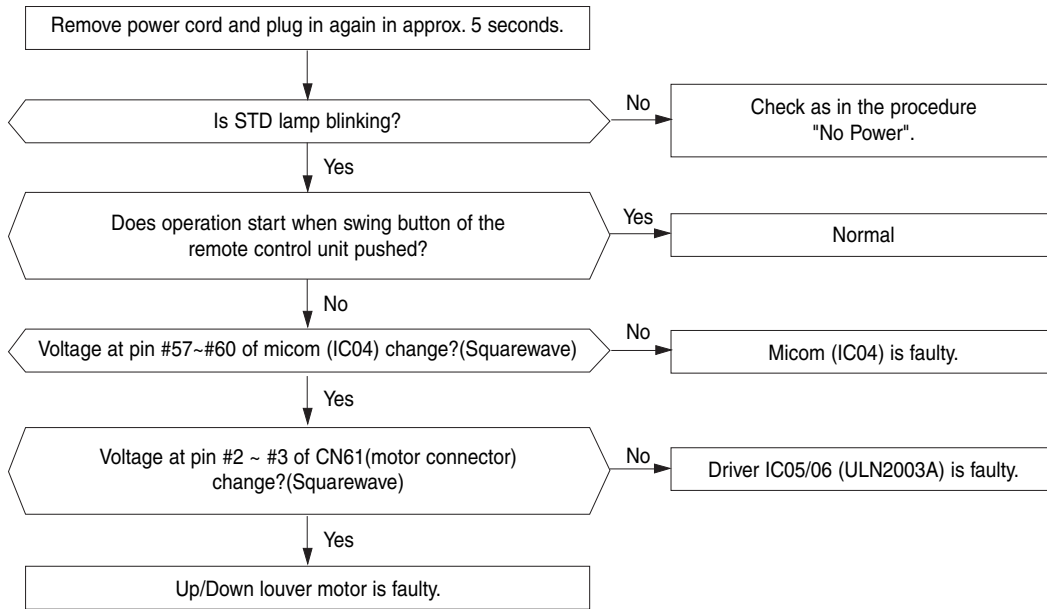 Remove power cord and plug in again in approx. 5 seconds.
Is STD lamp blinking?
No
Check as in the procedure
"No Power".
Yes
Does operation start when swing button of the
remote control unit pushed?
Yes
Normal
No
Voltage at pin #57~#60 of micom (IC04) change?(Squarewave)
No
Micom (IC04) is faulty.
Yes
Voltage at pin #2 ~ #3 of CN61(motor connector)
change?(Squarewave)
No
Driver IC05/06 (ULN2003A) is faulty.
Yes
Up/Down louver motor is faulty.